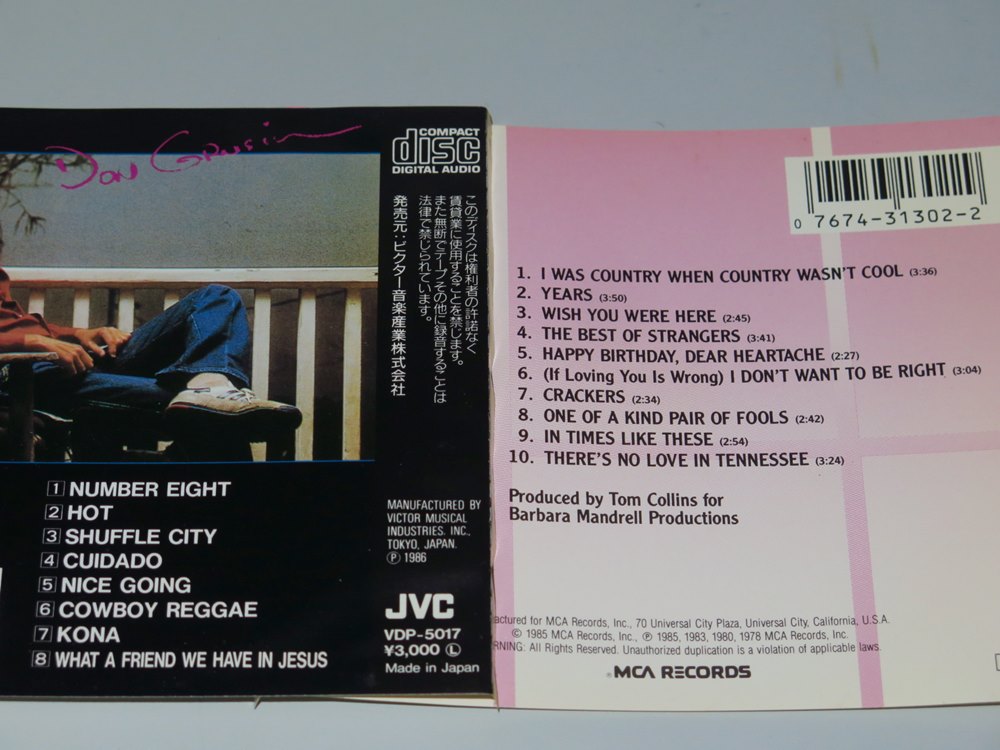 Don Grusin
COMPACT
disc
DIGITAL AUDIO
このディスクは権利者の許諾なく
賃貸業に使用することを禁じます。
また無断でテープその他に録音することは
法律で禁じられています。
発売元:ビクター音楽産業株式会社
1 NUMBER EIGHT
2 HOT
3 SHUFFLE CITY
4 CUIDADO
5 NICE GOING
6 COWBOY REGGAE
7 KONA
8 WHAT A FRIEND WE HAVE IN JESUS
MANUFACTURED BY
VICTOR MUSICAL
INDUSTRIES, INC.,
TOKYO, JAPAN.
Ⓟ 1986
JVC
VDP-5017
¥3,000 Ⓛ
Made in Japan
0 7674-31302-2
1. I WAS COUNTRY WHEN COUNTRY WASN'T COOL (3:36)
2. YEARS (3:50)
3. WISH YOU WERE HERE (2:45)
4. THE BEST OF STRANGERS (3:41)
5. HAPPY BIRTHDAY, DEAR HEARTACHE (2:27)
6. (If Loving You Is Wrong) I DON'T WANT TO BE RIGHT (3:04)
7. CRACKERS (2:34)
8. ONE OF A KIND PAIR OF FOOLS (2:42)
9. IN TIMES LIKE THESE (2:54)
10. THERE'S NO LOVE IN TENNESSEE (3:24)
Produced by Tom Collins for
Barbara Mandrell Productions
for MCA Records, Inc., 70 Universal City Plaza, Universal City, California, U.S.A.
© 1985 MCA Records, Inc., Ⓟ 1985, 1983, 1980, 1978 MCA Records, Inc.
All Rights Reserved. Unauthorized duplication is a violation of applicable laws.
MCA RECORDS